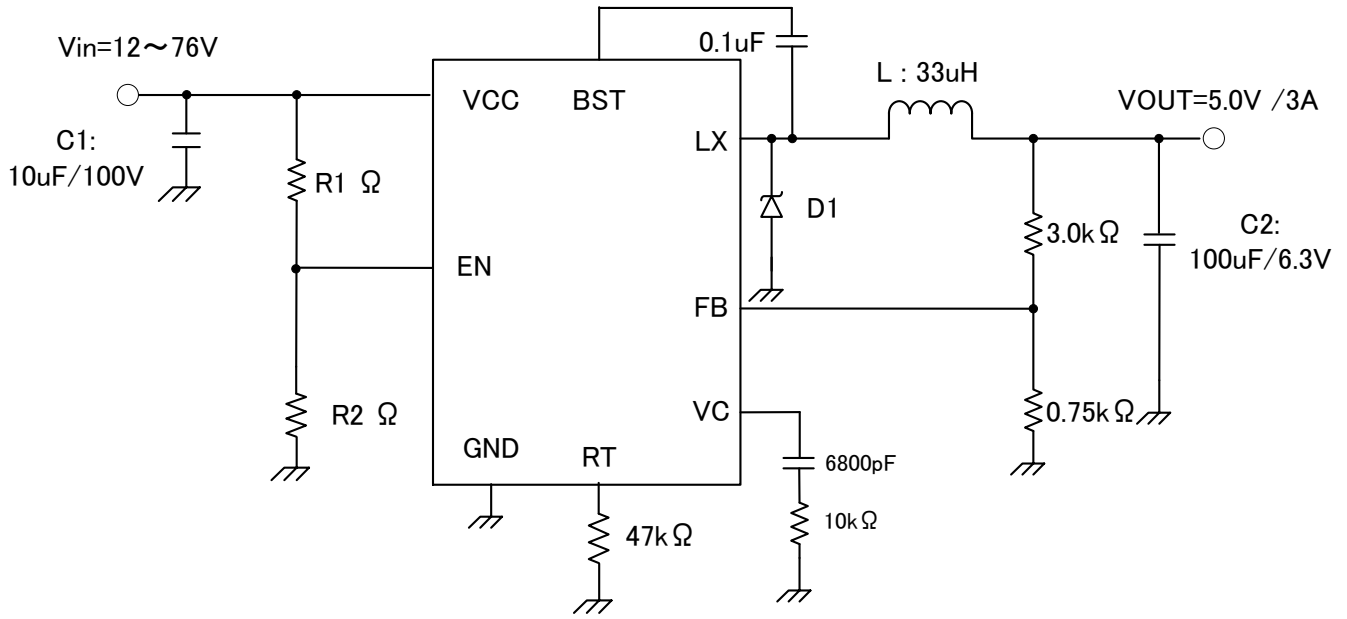 Vin=12～76V
0.1uF
L : 33uH
VOUT=5.0V /3A
VCC
BST
LX
C1:
10uF/100V
R1 Ω
D1
3.0kΩ
C2:
100uF/6.3V
EN
FB
R2 Ω
VC
0.75kΩ
GND
RT
6800pF
10kΩ
47kΩ